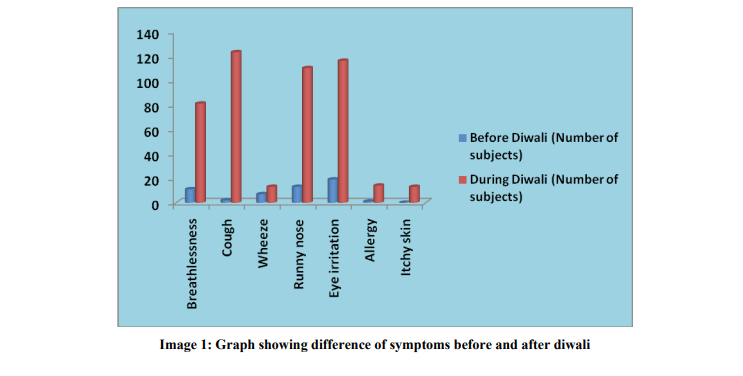 140
120
100
80
60
40
20
0
Breathlessness
Cough
Wheeze
Runny nose
Eye irritation
Allergy
Itchy skin
Before Diwali (Number of
subjects)
During Diwali (Number of
subjects)
Image 1: Graph showing difference of symptoms before and after diwali